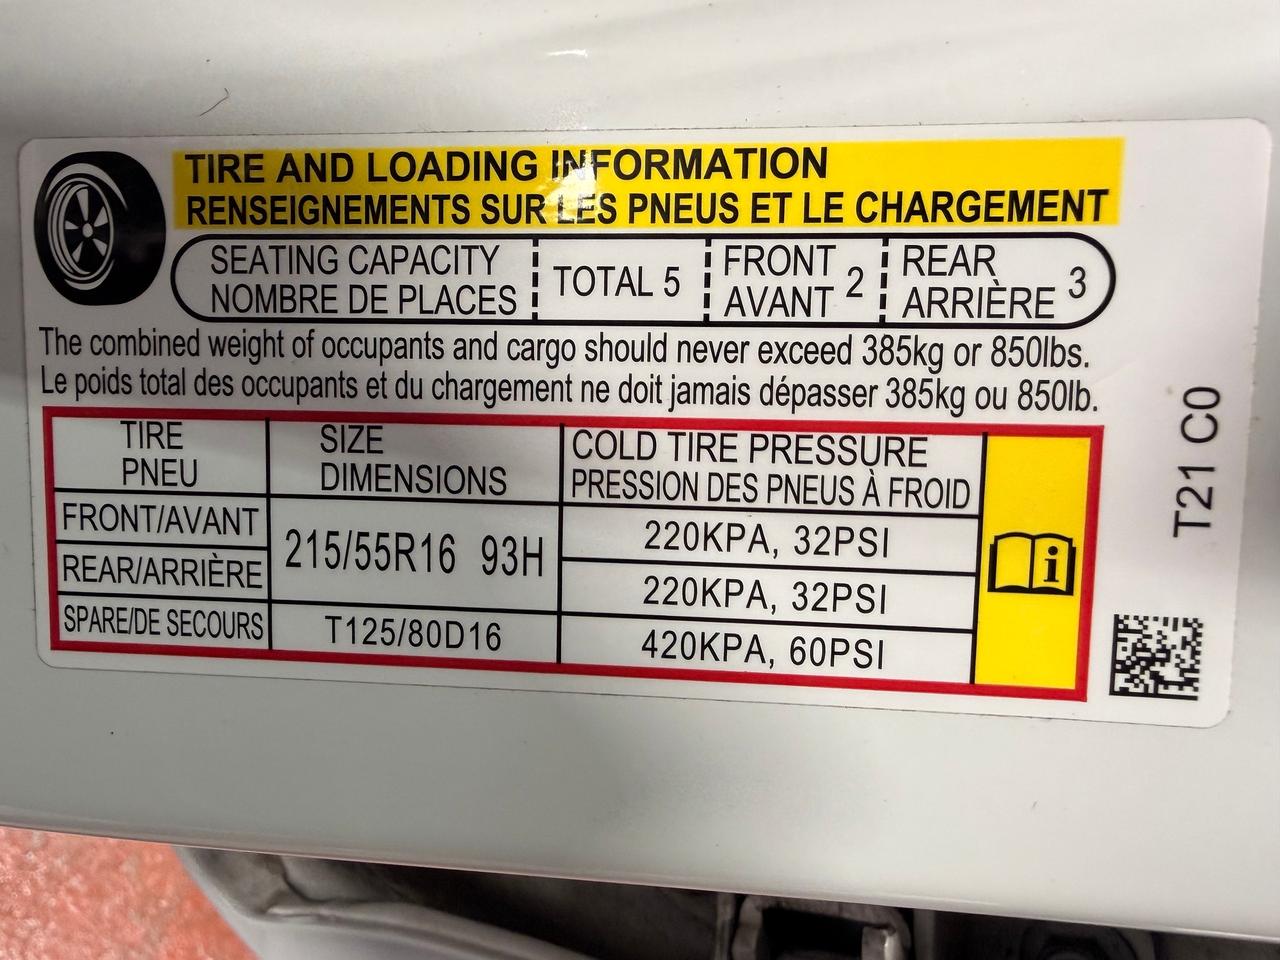 TIRE AND LOADING INFORMATION
RENSEIGNEMENTS SUR LES PNEUS ET LE CHARGEMENT
SEATING CAPACITY
NOMBRE DE PLACES
TOTAL 5
FRONT
AVANT 2
REAR
ARRIÈRE 3
The combined weight of occupants and cargo should never exceed 385kg or 850lbs.
Le poids total des occupants et du chargement ne doit jamais dépasser 385kg ou 850lb.
TIRE
PNEU
SIZE
DIMENSIONS
COLD TIRE PRESSURE
PRESSION DES PNEUS À FROID
FRONT/AVANT
215/55R16 93H
220KPA, 32PSI
REAR/ARRIÈRE
220KPA, 32PSI
SPARE/DE SECOURS
T125/80D16
420KPA, 60PSI
T21 C0